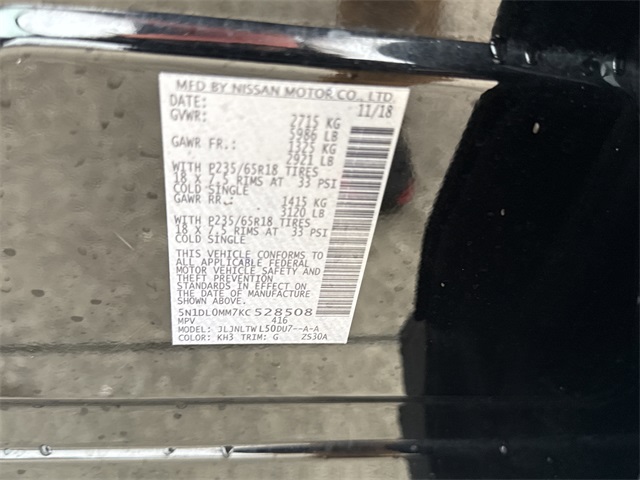 MFD BY NISSAN MOTOR CO., LTD
DATE: 11/18
GVWR: 2715 KG
5986 LB
GAWR FR.: 1325 KG
2921 LB
WITH P235/65R18 TIRES
18 X 7.5 RIMS AT 33 PSI
COLD SINGLE
GAWR RR.: 1415 KG
3120 LB
WITH P235/65R18 TIRES
18 X 7.5 RIMS AT 33 PSI
COLD SINGLE
THIS VEHICLE CONFORMS TO
ALL APPLICABLE FEDERAL
MOTOR VEHICLE SAFETY AND
THEFT PREVENTION
STANDARDS IN EFFECT ON
THE DATE OF MANUFACTURE
SHOWN ABOVE.
5N1DL0MM7KC528508
MPV 416
MODEL: JLJNLTWL50DU7--A-A
COLOR: KH3 TRIM: G ZS30A